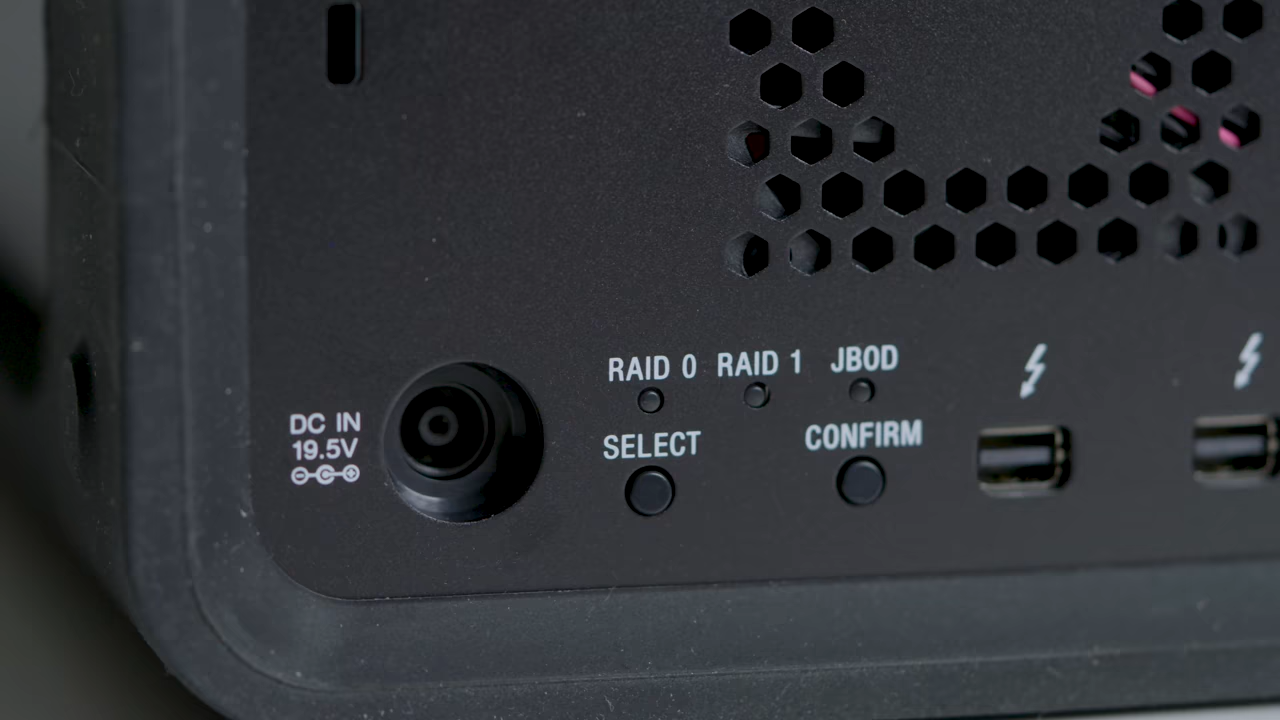 RAID 0 RAID 1 JBOD
SELECT CONFIRM
DC IN
19.5V